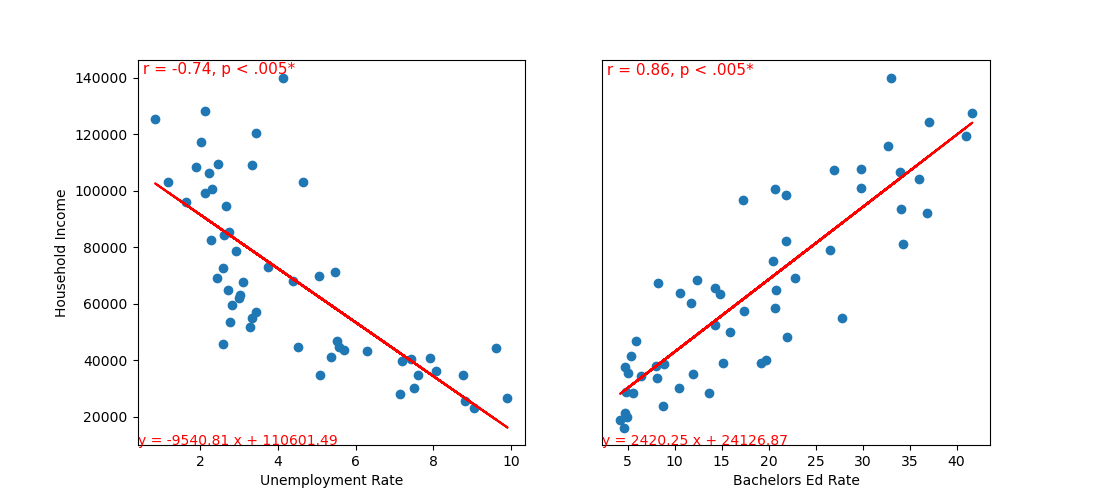 r = -0.74, p < .005*
140000
120000
100000
80000
60000
40000
20000
Household Income
y = -9540.81 x + 110601.49
2 4 6 8 10
Unemployment Rate
r = 0.86, p < .005*
y = 2420.25 x + 24126.87
5 10 15 20 25 30 35 40
Bachelors Ed Rate